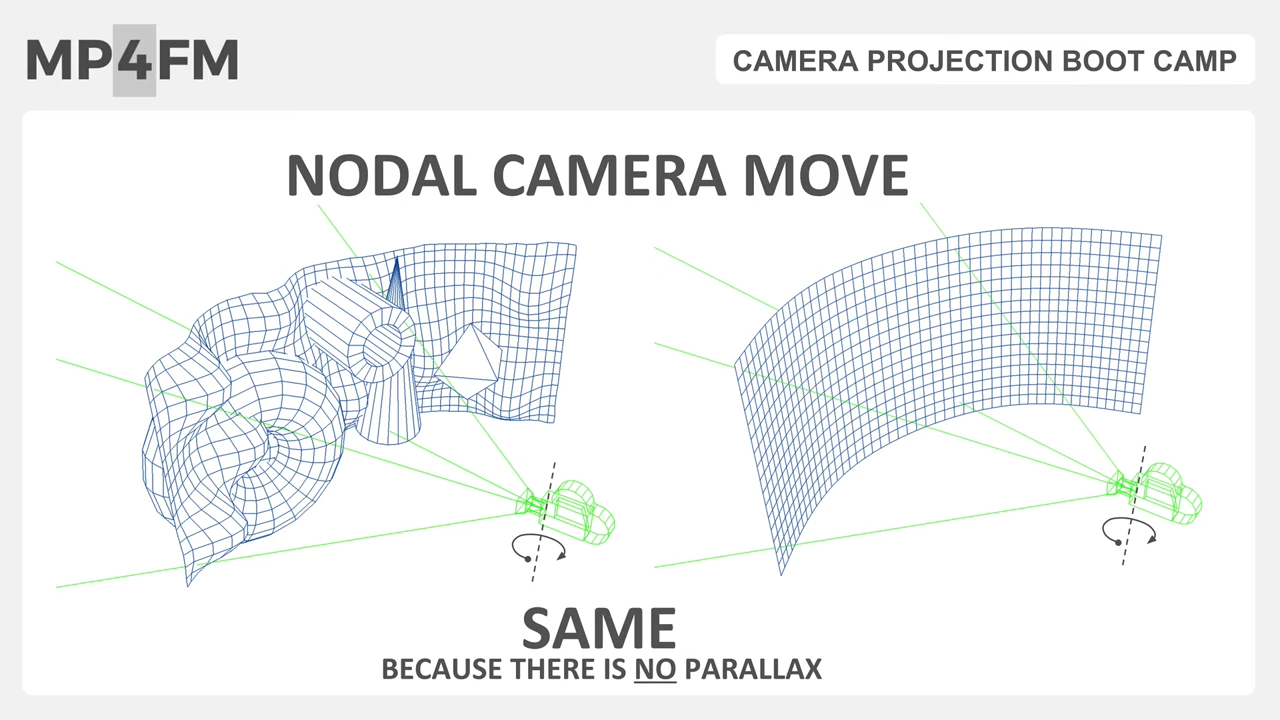 MP4FM
CAMERA PROJECTION BOOT CAMP
NODAL CAMERA MOVE
SAME
BECAUSE THERE IS NO PARALLAX